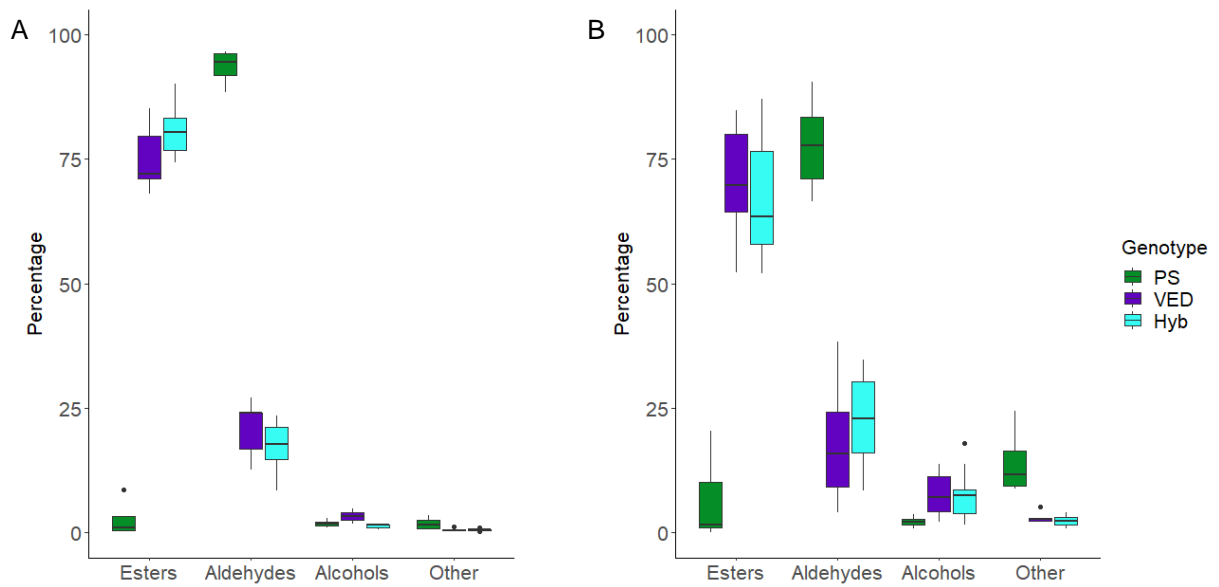 A
100
75
50
25
0
Percentage
Esters Aldehydes Alcohols Other
B
100
75
50
25
0
Percentage
Esters Aldehydes Alcohols Other
Genotype
PS
VED
Hyb